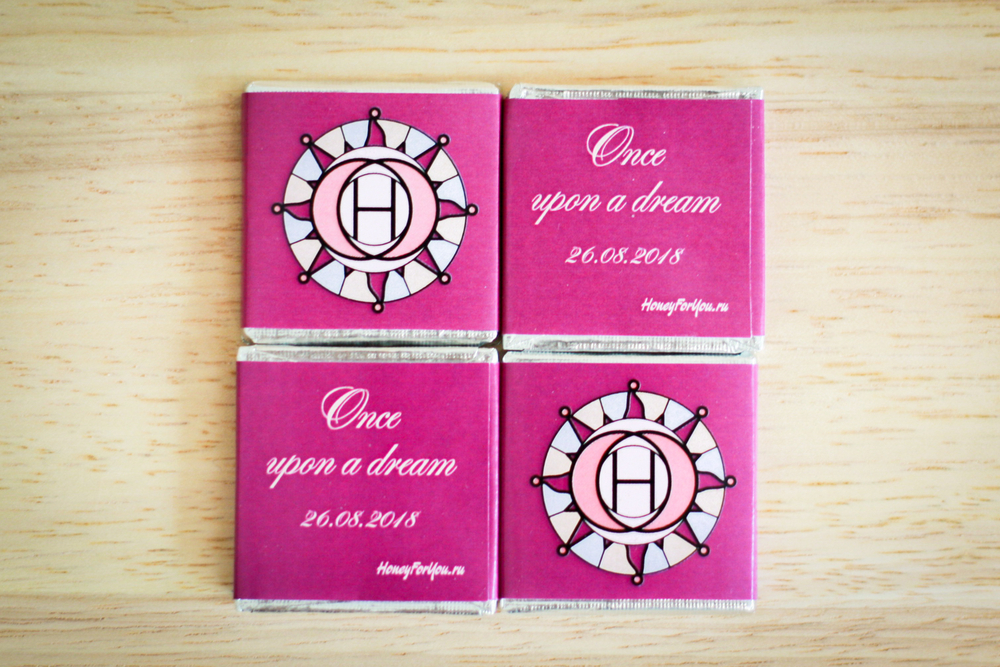 H
Once
upon a dream
26.08.2018
HoneyForYou.ru
Once
upon a dream
26.08.2018
HoneyForYou.ru
H